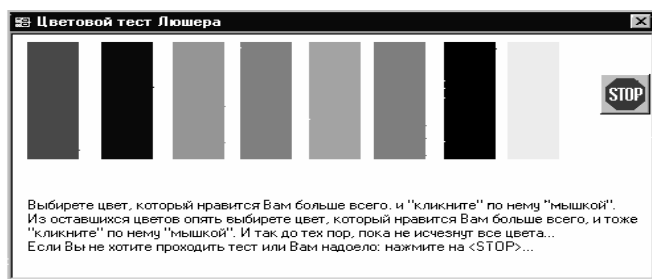 Цветовой тест Люшера
STOP
Выбирете цвет, который нравится Вам больше всего. и "кликните" по нему "мышкой".
Из оставшихся цветов опять выбирете цвет, который нравится Вам больше всего, и тоже
"кликните" по нему "мышкой". И так до тех пор, пока не исчезнут все цвета...
Если Вы не хотите проходить тест или Вам надоело: нажмите на <STOP>...